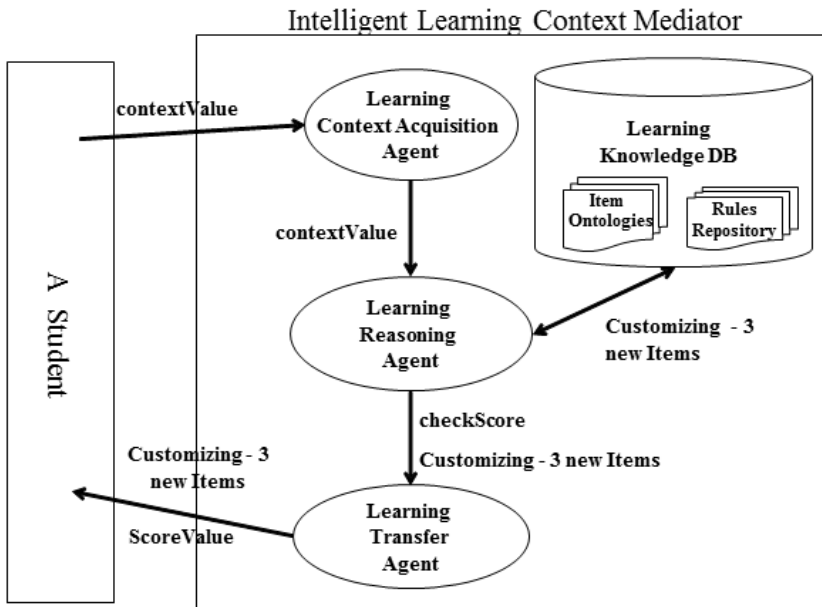 Intelligent Learning Context Mediator
A Student
contextValue
Learning
Context Acquisition
Agent
Learning
Knowledge DB
Item
Ontologies
Rules
Repository
contextValue
Learning
Reasoning
Agent
Customizing - 3
new Items
checkScore
Customizing - 3 new Items
Customizing - 3
new Items
ScoreValue
Learning
Transfer
Agent